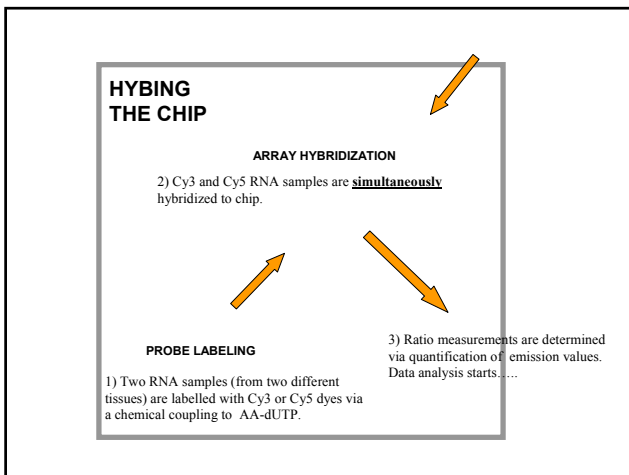 HYBING
THE CHIP
ARRAY HYBRIDIZATION
2) Cy3 and Cy5 RNA samples are simultaneously
hybridized to chip.
PROBE LABELING
1) Two RNA samples (from two different
tissues) are labelled with Cy3 or Cy5 dyes via
a chemical coupling to AA-dUTP.
3) Ratio measurements are determined
via quantification of emission values.
Data analysis starts…..